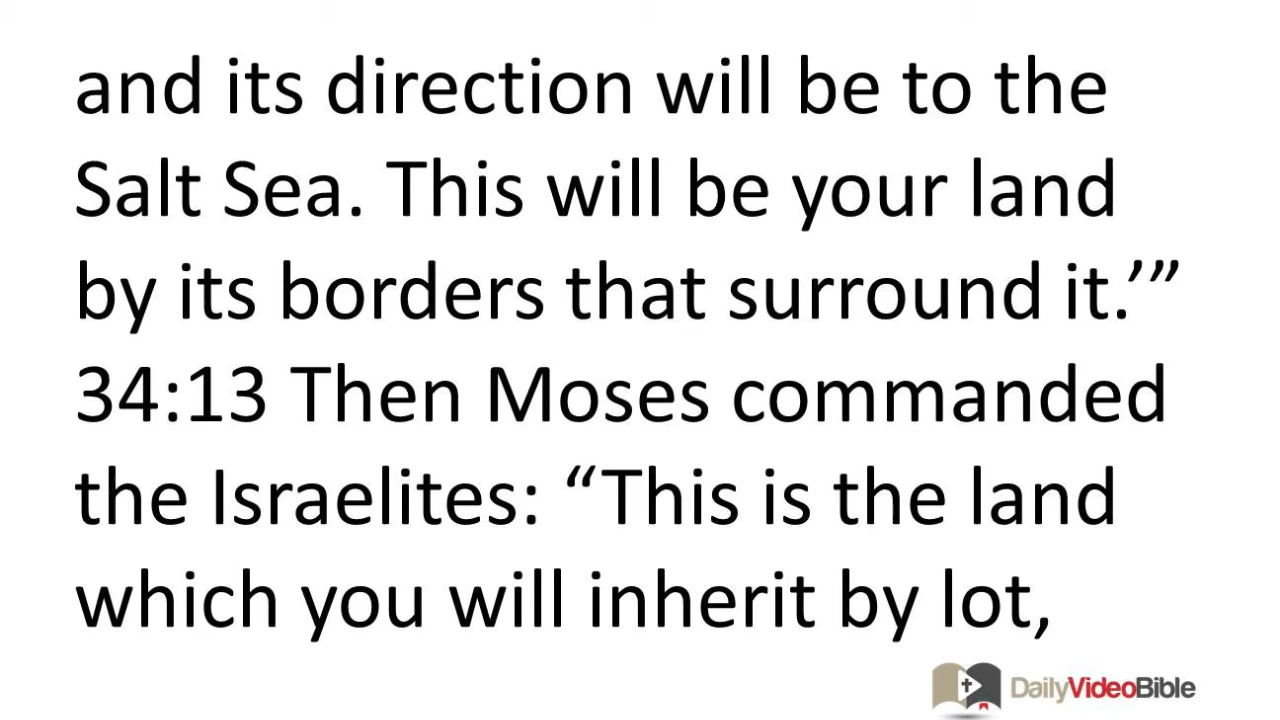 and its direction will be to the
Salt Sea. This will be your land
by its borders that surround it.’”
34:13 Then Moses commanded
the Israelites: “This is the land
which you will inherit by lot,
DailyVideoBible